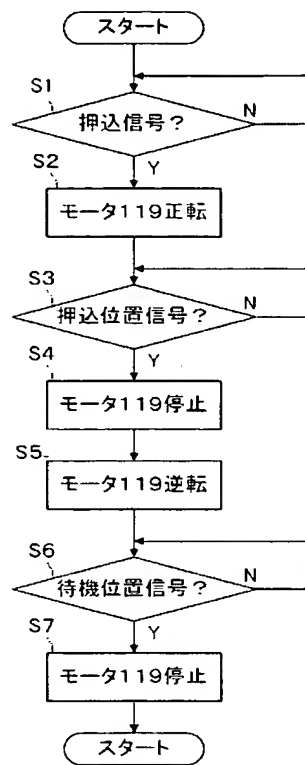 スタート
S1
押込信号?
N
Y
S2
モータ119正転
S3
押込位置信号?
N
Y
S4
モータ119停止
S5
モータ119逆転
S6
待機位置信号?
N
Y
S7
モータ119停止
スタート